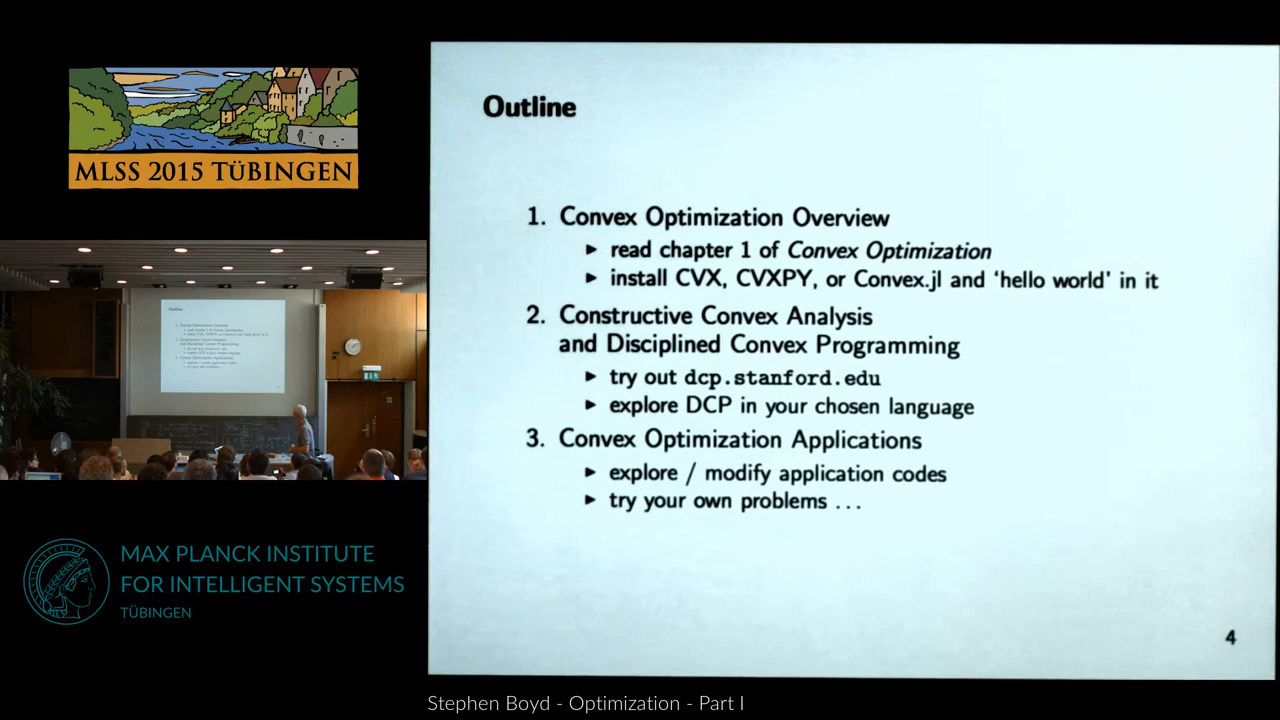 MLSS 2015 TÜBINGEN
Outline
1. Convex Optimization Overview
▶ read chapter 1 of Convex Optimization
▶ install CVX, CVXPY, or Convex.jl and ‘hello world’ in it
2. Constructive Convex Analysis
and Disciplined Convex Programming
▶ try out dcp.stanford.edu
▶ explore DCP in your chosen language
3. Convex Optimization Applications
▶ explore / modify application codes
▶ try your own problems ...
4
MAX PLANCK INSTITUTE
FOR INTELLIGENT SYSTEMS
TÜBINGEN
Stephen Boyd - Optimization - Part I